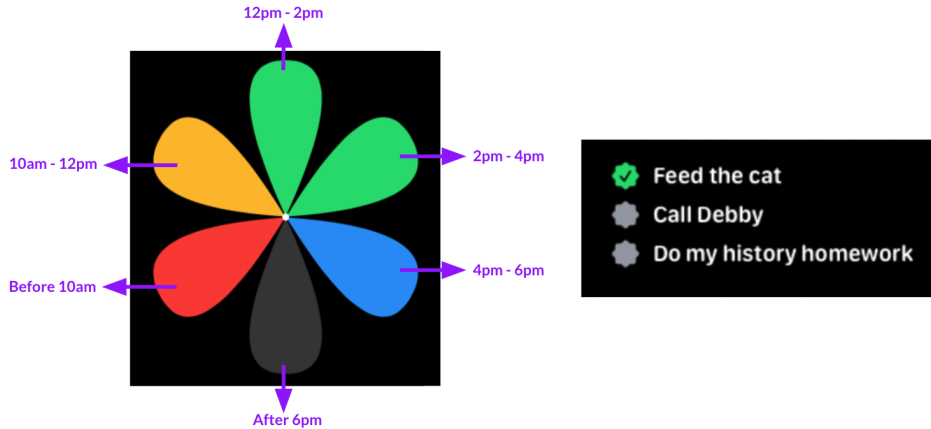 12pm - 2pm
10am - 12pm
2pm - 4pm
Before 10am
4pm - 6pm
After 6pm
Feed the cat
Call Debby
Do my history homework